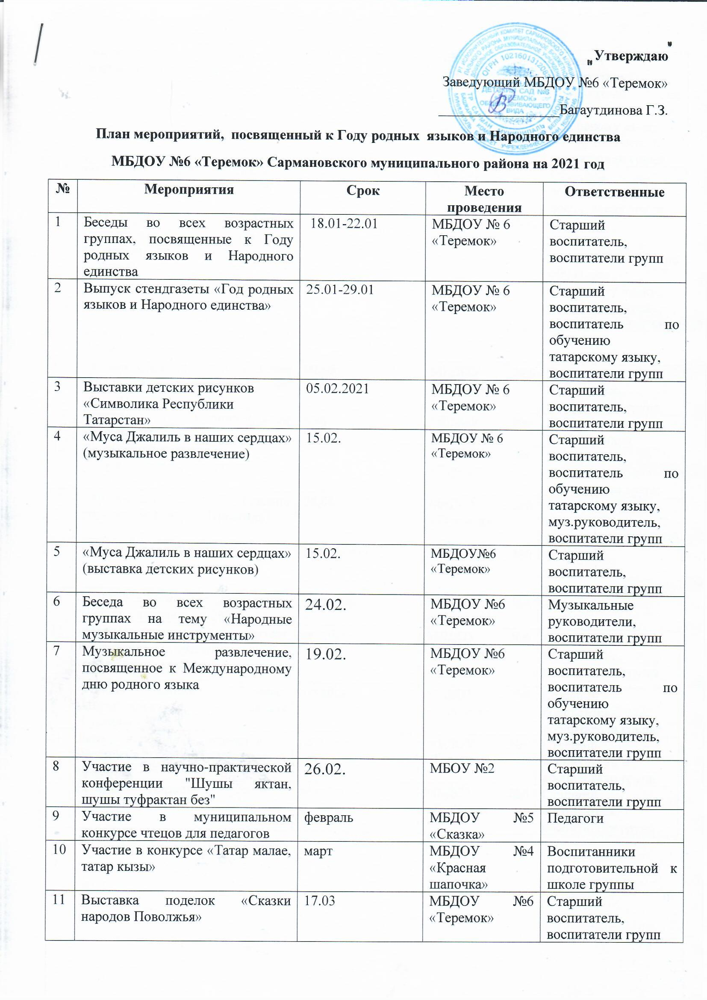 "Утверждаю"
Заведующий МБДОУ №6 «Теремок»
Багаутдинова Г.З.
ОГРН 1021601312083
ДЕТСКИЙ САД №6
ВИДА
План мероприятий, посвященный к Году родных языков и Народного единства
МБДОУ №6 «Теремок» Сармановского муниципального района на 2021 год
№ Мероприятия Срок Место Ответственные
проведения
1 Беседы во всех возрастных 18.01-22.01 МБДОУ № 6 Старший
группах, посвященные к Году «Теремок» воспитатель,
родных языков и Народного воспитатели групп
единства
2 Выпуск стендгазеты «Год родных 25.01-29.01 МБДОУ № 6 Старший
языков и Народного единства» «Теремок» воспитатель,
воспитатель по
обучению
татарскому языку,
воспитатели групп
3 Выставки детских рисунков 05.02.2021 МБДОУ № 6 Старший
«Символика Республики «Теремок» воспитатель,
Татарстан» воспитатели групп
4 «Муса Джалиль в наших сердцах» 15.02. МБДОУ № 6 Старший
(музыкальное развлечение) «Теремок» воспитатель,
воспитатель по
обучению
татарскому языку,
муз.руководитель,
воспитатели групп
5 «Муса Джалиль в наших сердцах» 15.02. МБДОУ№6 Старший
(выставка детских рисунков) «Теремок» воспитатель,
воспитатели групп
6 Беседа во всех возрастных 24.02. МБДОУ №6 Музыкальные
группах на тему «Народные «Теремок» руководители,
музыкальные инструменты» воспитатели групп
7 Музыкальное развлечение, 19.02. МБДОУ №6 Старший
посвященное к Международному «Теремок» воспитатель,
дню родного языка воспитатель по
обучению
татарскому языку,
муз.руководитель,
воспитатели групп
8 Участие в научно-практической 26.02. МБОУ №2 Старший
конференции "Шушы яктан, воспитатель,
шушы туфрактан без" воспитатели групп
9 Участие в муниципальном февраль МБДОУ №5 Педагоги
конкурсе чтецов для педагогов «Сказка»
10 Участие в конкурсе «Татар малае, март МБДОУ №4 Воспитанники
татар кызы» «Красная подготовительной к
шапочка» школе группы
11 Выставка поделок «Сказки 17.03 МБДОУ №6 Старший
народов Поволжья» «Теремок» воспитатель,
воспитатели групп